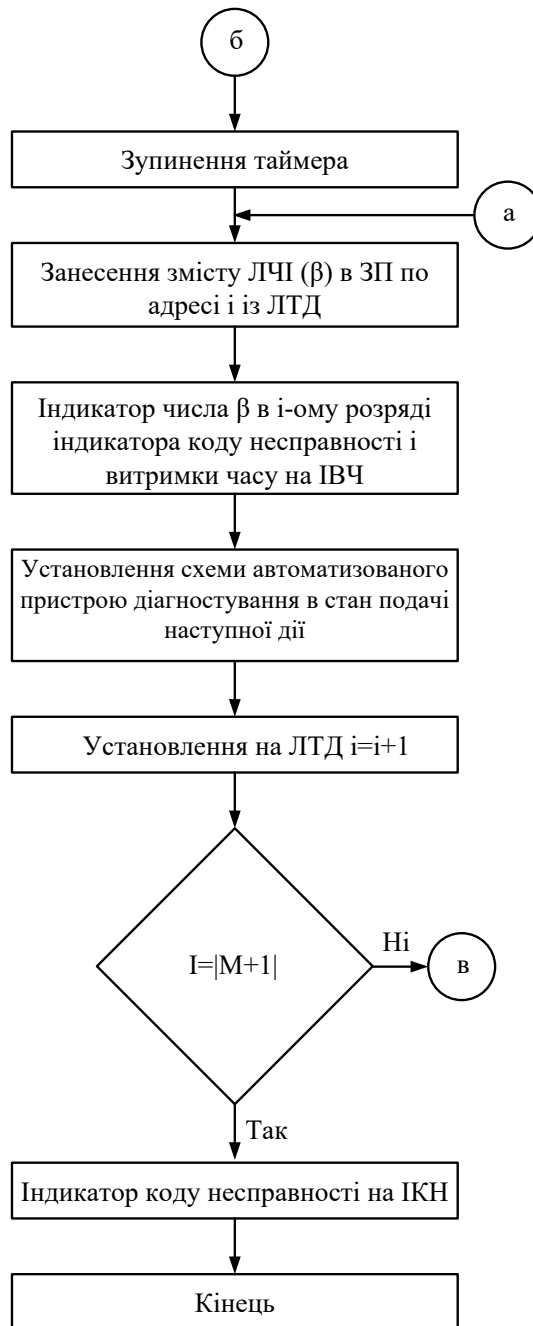 б
Зупинення таймера
а
Занесення змісту ЛЧІ (β) в ЗП по
адресі і із ЛТД
Індикатор числа β в і-ому розряді
індикатора коду несправності і
витримки часу на ІВЧ
Установлення схеми автоматизованого
пристрою діагностування в стан подачі
наступної дії
Установлення на ЛТД і=і+1
І=|М+1|
Ні
в
Так
Індикатор коду несправності на ІКН
Кінець